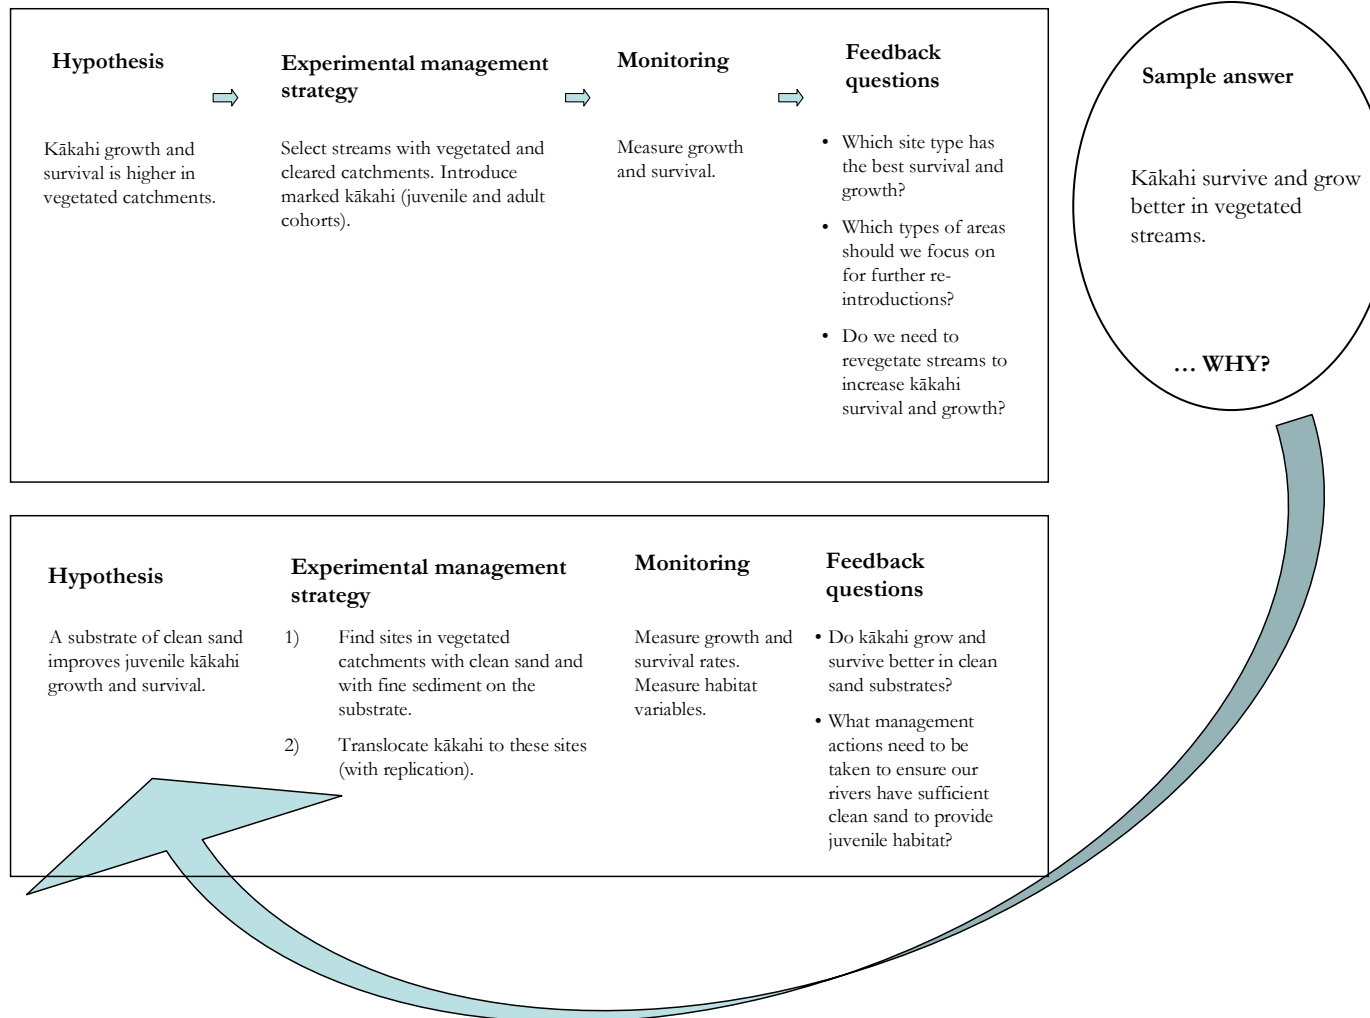 Hypothesis
Kākahi growth and
survival is higher in
vegetated catchments.
Experimental management
strategy
Select streams with vegetated and
cleared catchments. Introduce
marked kākahi (juvenile and adult
cohorts).
Monitoring
Measure growth
and survival.
Feedback
questions
• Which site type has
the best survival and
growth?
• Which types of areas
should we focus on
for further re-
introductions?
• Do we need to
revegetate streams to
increase kākahi
survival and growth?
Sample answer
Kākahi survive and grow
better in vegetated
streams.
… WHY?
Hypothesis
A substrate of clean sand
improves juvenile kākahi
growth and survival.
Experimental management
strategy
1) Find sites in vegetated
catchments with clean sand and
with fine sediment on the
substrate.
2) Translocate kākahi to these sites
(with replication).
Monitoring
Measure growth and
survival rates.
Measure habitat
variables.
Feedback
questions
• Do kākahi grow and
survive better in clean
sand substrates?
• What management
actions need to be
taken to ensure our
rivers have sufficient
clean sand to provide
juvenile habitat?